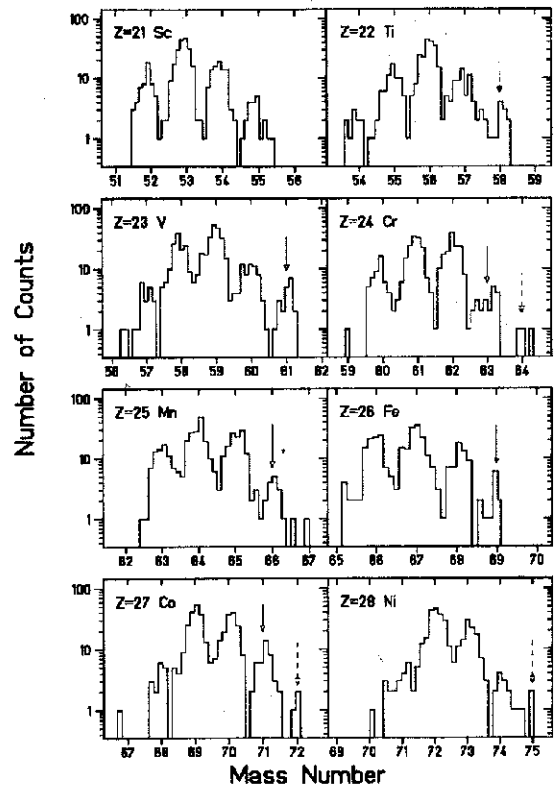 Z=21 Sc
Z=22 Ti
100
10
1
51 52 53 54 55 56
54 55 56 57 58 59
Z=23 V
Z=24 Cr
100
10
1
56 57 58 59 60 61 62
59 60 61 62 63 64
Z=25 Mn
Z=26 Fe
100
10
1
62 63 64 65 66 67
65 66 67 68 69 70
Z=27 Co
Z=28 Ni
100
10
1
67 68 69 70 71 72
69 70 71 72 73 74 75
Number of Counts
Mass Number